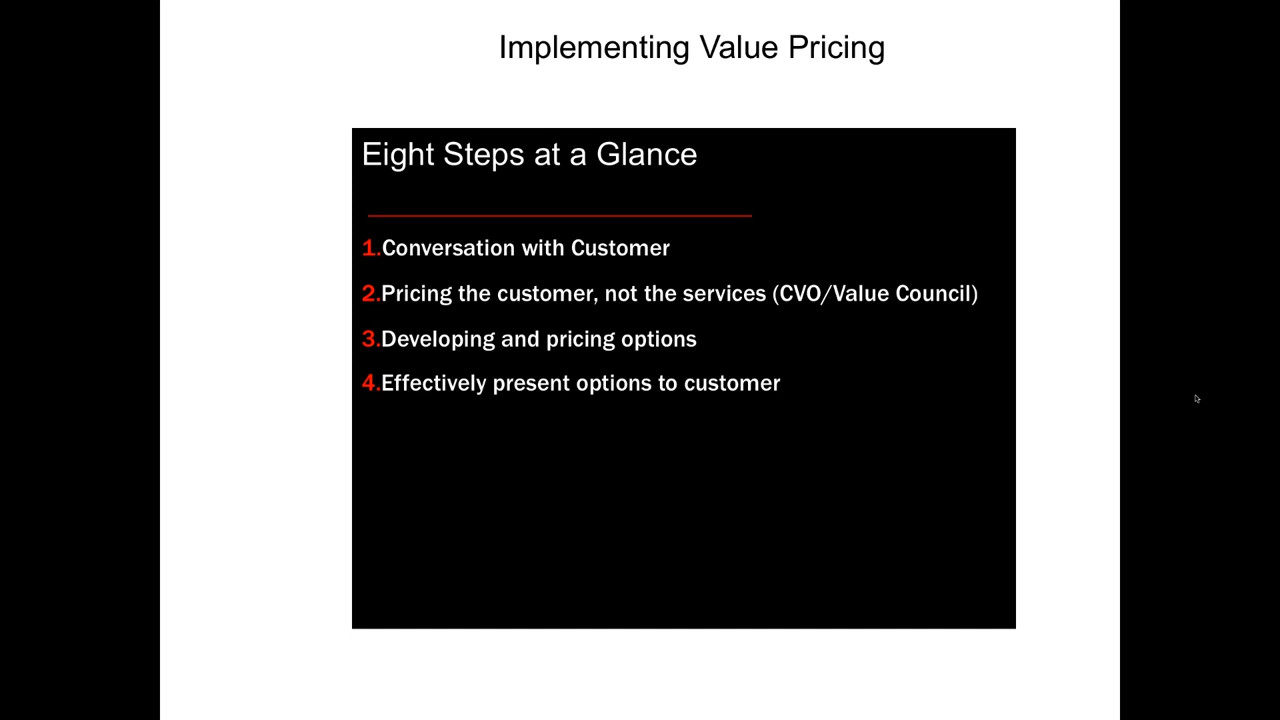 Implementing Value Pricing
Eight Steps at a Glance
1.Conversation with Customer
2.Pricing the customer, not the services (CVO/Value Council)
3.Developing and pricing options
4.Effectively present options to customer